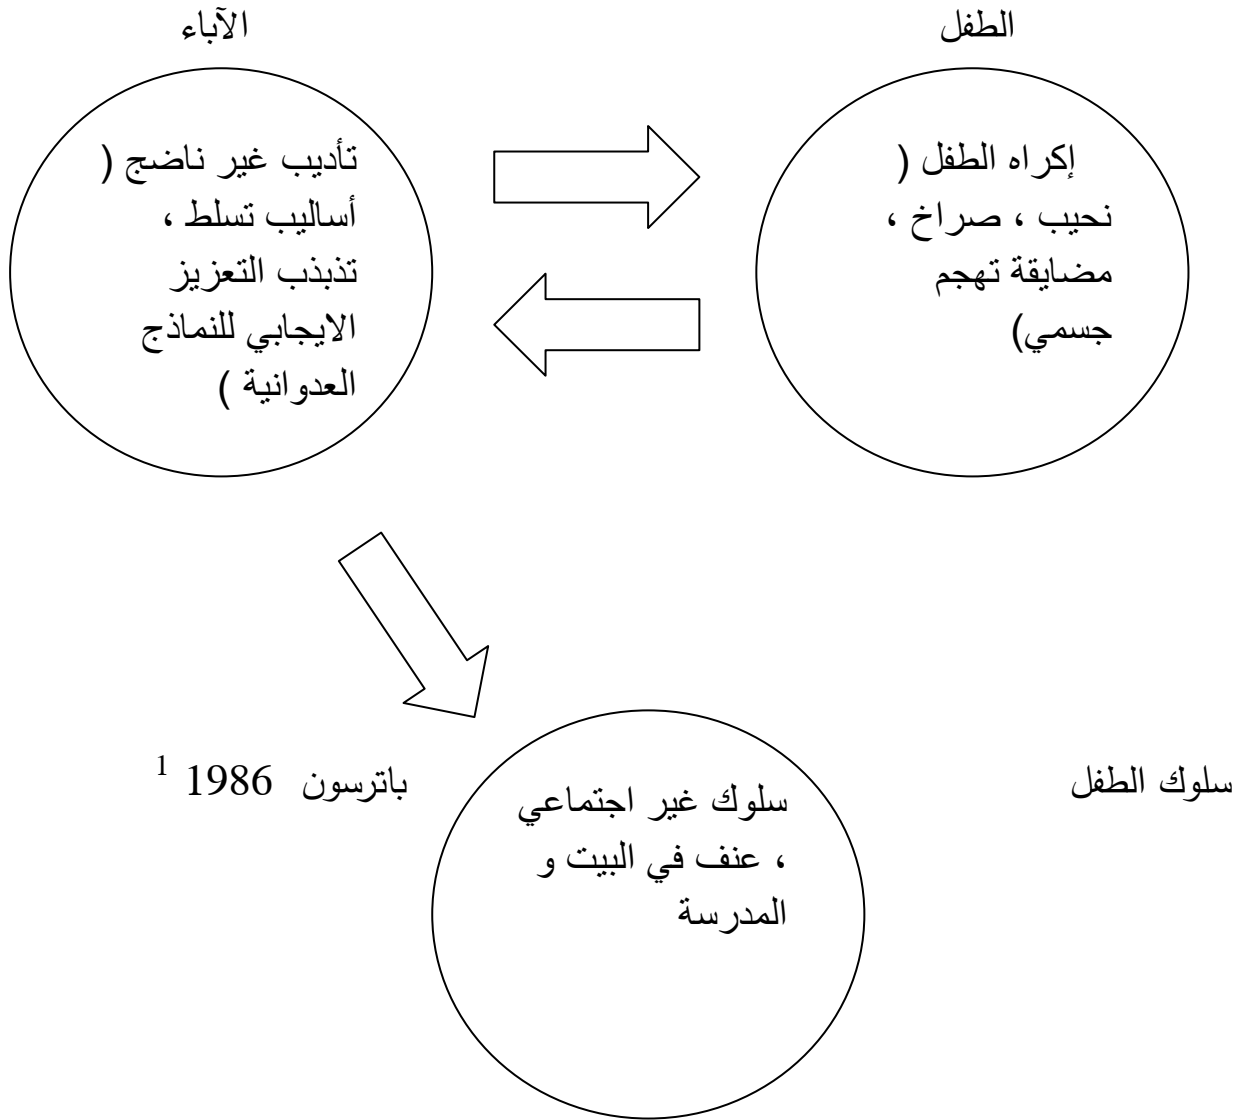 الطفل
الآباء
إكراه الطفل (
نحيب ، صراخ ،
مضايقة تهجم
جسمي)
تأديب غير ناضج (
أساليب تسلط ،
تذبذب التعزيز
الايجابي للنماذج
العدوانية )
سلوك الطفل
باترسون 1986 1
سلوك غير اجتماعي
، عنف في البيت و
المدرسة